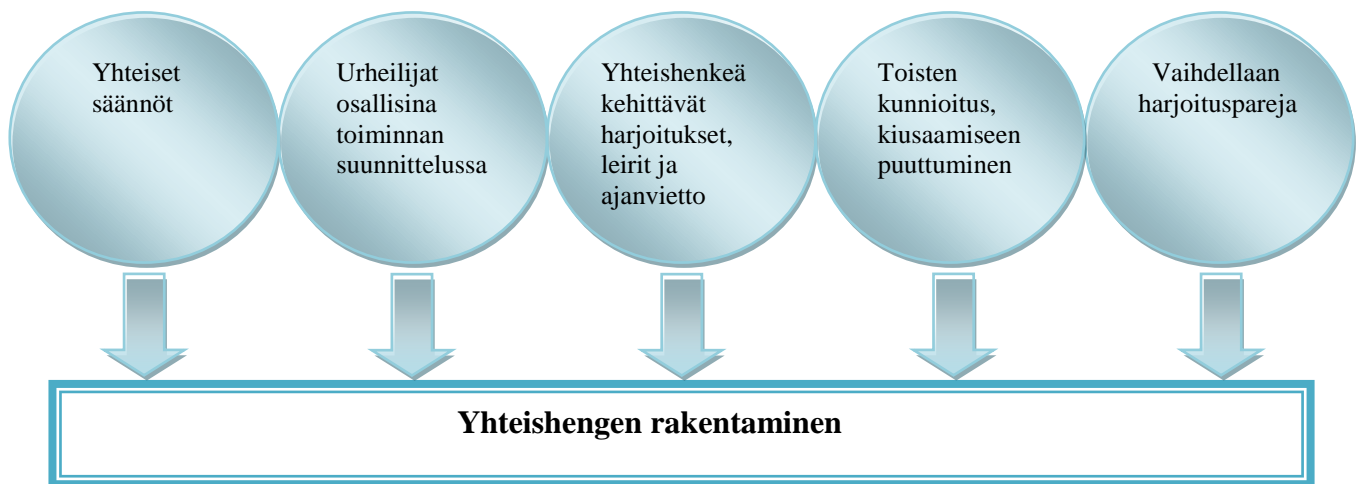 Yhteiset
säännöt
Urheilijat
osallisina
toiminnan
suunnittelussa
Yhteishenkeä
kehittävät
harjoitukset,
leirit ja
ajanvietto
Toisten
kunnioitus,
kiusaamiseen
puuttuminen
Vaihdellaan
harjoituspareja
Yhteishengen rakentaminen